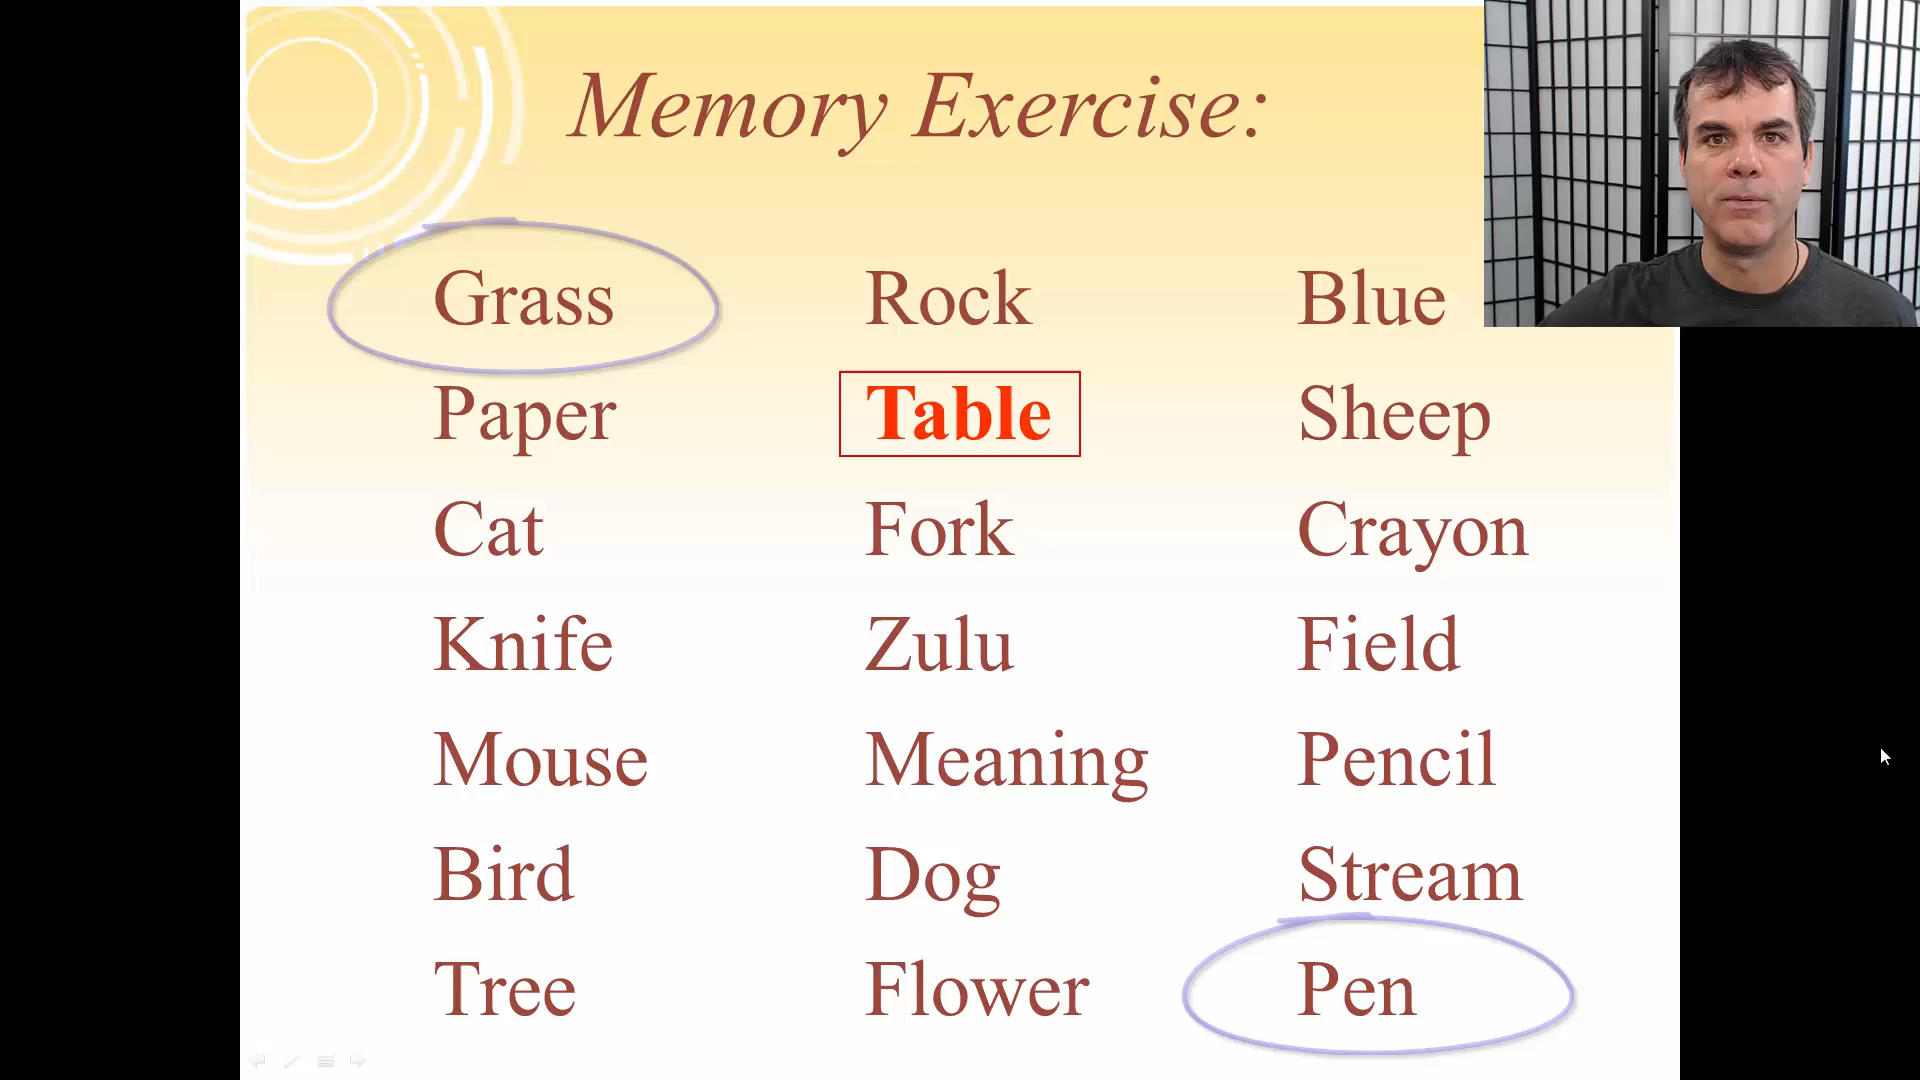 Memory Exercise:
Grass Rock Blue
Paper Table Sheep
Cat Fork Crayon
Knife Zulu Field
Mouse Meaning Pencil
Bird Dog Stream
Tree Flower Pen